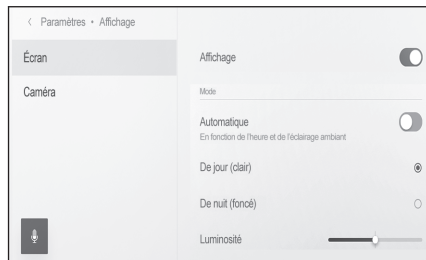 Paramètres • Affichage
Écran
Affichage
Caméra
Mode
Automatique
En fonction de l'heure et de l'éclairage ambiant
De jour (clair)
De nuit (foncé)
Luminosité